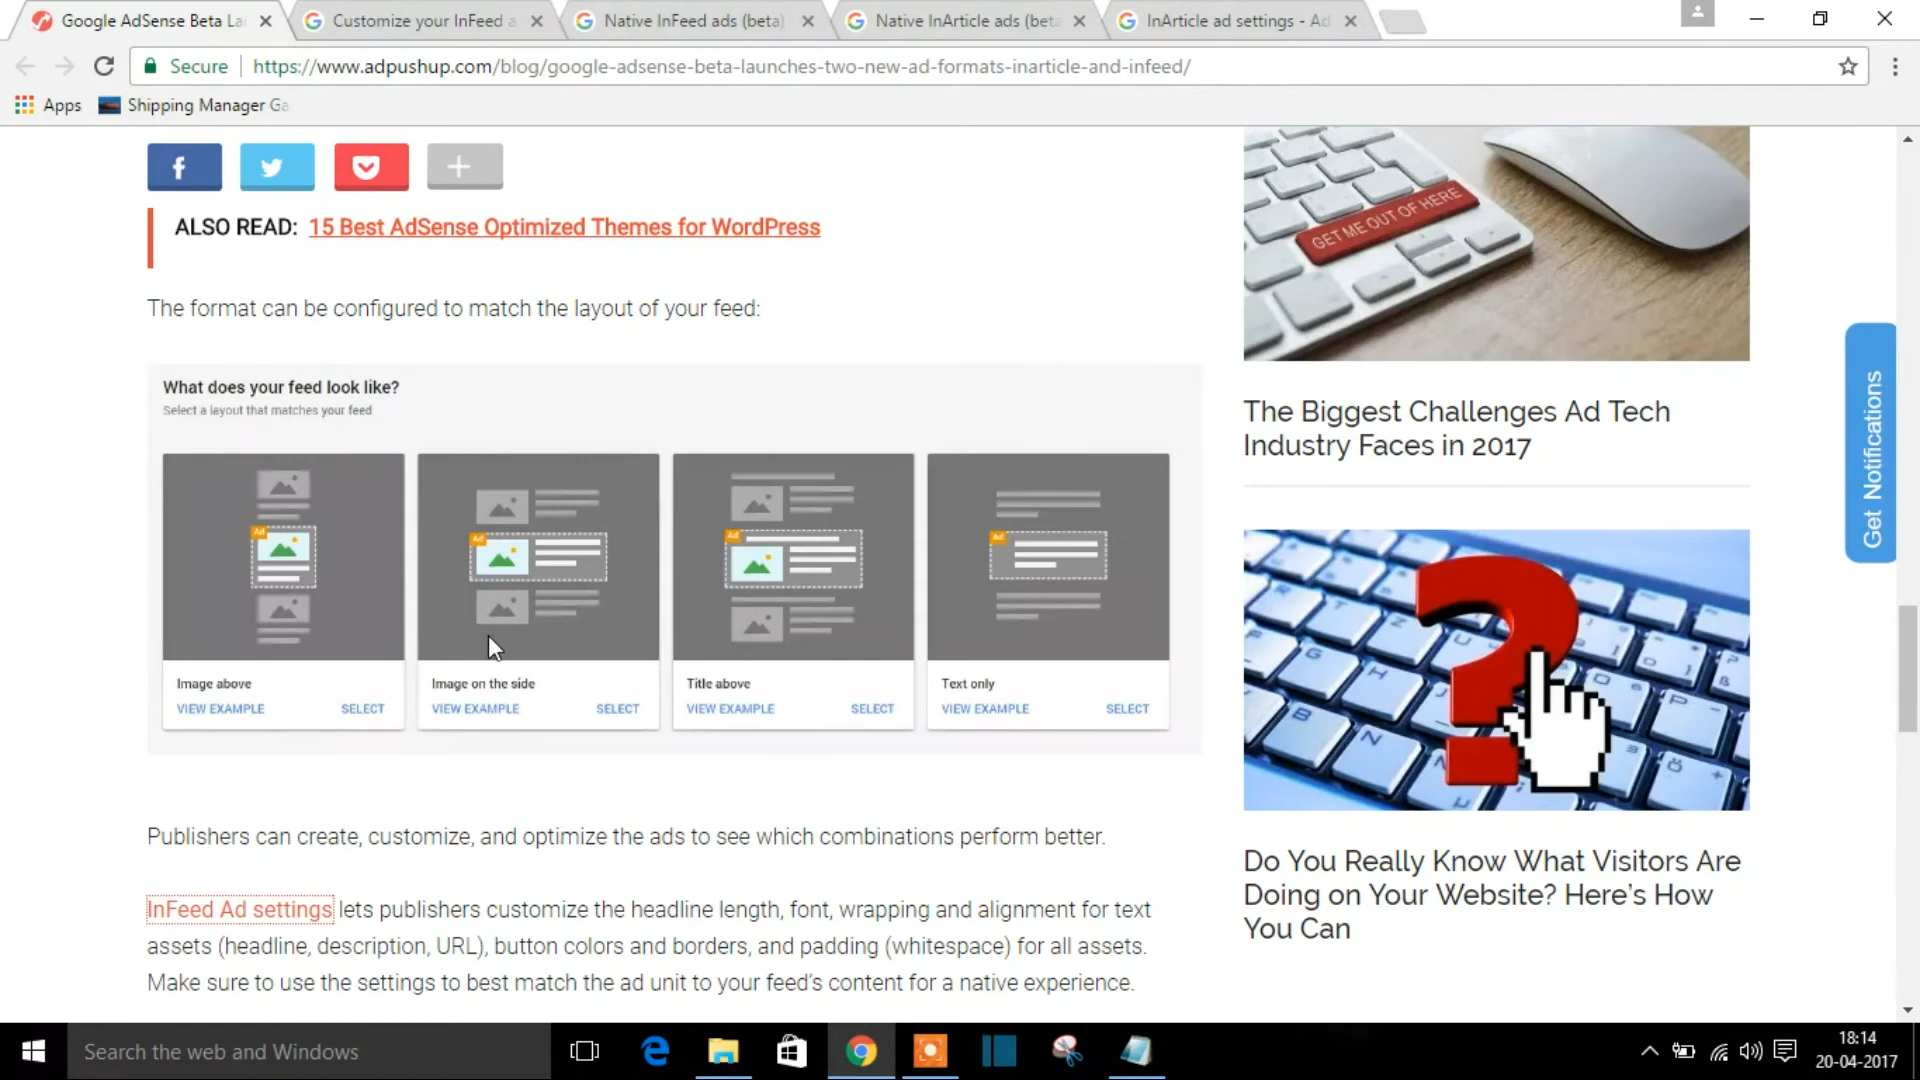 Google AdSense Beta La
Customize your InFeed a
Native InFeed ads (beta)
Native InArticle ads (beta
InArticle ad settings - Ad
Secure
https://www.adpushup.com/blog/google-adsense-beta-launches-two-new-ad-formats-inarticle-and-infeed/
Apps
Shipping Manager Ga
ALSO READ: 15 Best AdSense Optimized Themes for WordPress
The format can be configured to match the layout of your feed:
What does your feed look like?
Select a layout that matches your feed
Ad
Ad
Ad
Ad
Image above
VIEW EXAMPLE SELECT
Image on the side
VIEW EXAMPLE SELECT
Title above
VIEW EXAMPLE SELECT
Text only
VIEW EXAMPLE SELECT
Publishers can create, customize, and optimize the ads to see which combinations perform better.
InFeed Ad settings lets publishers customize the headline length, font, wrapping and alignment for text
assets (headline, description, URL), button colors and borders, and padding (whitespace) for all assets.
Make sure to use the settings to best match the ad unit to your feed's content for a native experience.
GET ME OUT OF HERE
The Biggest Challenges Ad Tech
Industry Faces in 2017
Do You Really Know What Visitors Are
Doing on Your Website? Here's How
You Can
Get Notifications
Search the web and Windows
18:14
20-04-2017